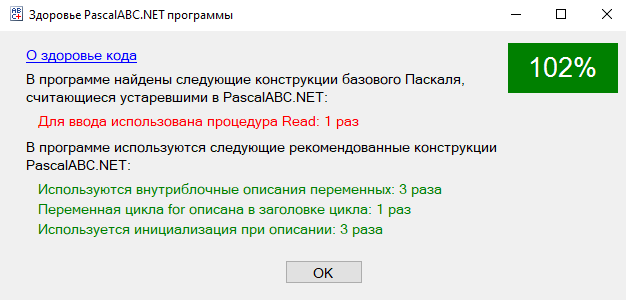 Здоровье PascalABC.NET программы
О здоровье кода
102%
В программе найдены следующие конструкции базового Паскаля,
считающиеся устаревшими в PascalABC.NET:
Для ввода использована процедура Read: 1 раз
В программе используются следующие рекомендованные конструкции
PascalABC.NET:
Используются внутриблочные описания переменных: 3 раза
Переменная цикла for описана в заголовке цикла: 1 раз
Используется инициализация при описании: 3 раза
OK